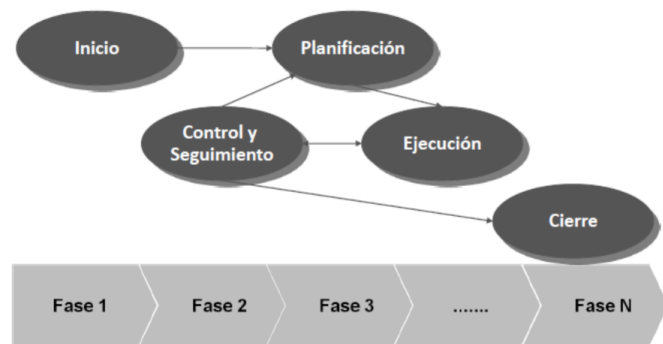 Inicio
Planificación
Control y
Seguimiento
Ejecución
Cierre
Fase 1
Fase 2
Fase 3
.......
Fase N